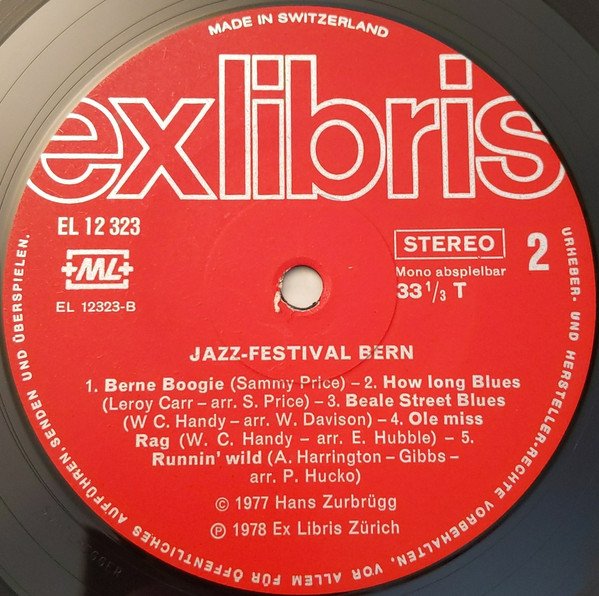 MADE IN SWITZERLAND
exlibris
EL 12 323
STEREO
2
+ML+
Mono abspielbar
EL 12323-B
33 1/3 T
JAZZ-FESTIVAL BERN
1. Berne Boogie (Sammy Price) – 2. How long Blues
(Leroy Carr – arr. S. Price) – 3. Beale Street Blues
(W. C. Handy – arr. W. Davison) – 4. Ole miss
Rag (W. C. Handy – arr. E. Hubble) – 5.
Runnin' wild (A. Harrington – Gibbs –
arr. P. Hucko)
© 1977 Hans Zurbrügg
℗ 1978 Ex Libris Zürich
URHEBER- UND HERSTELLER-RECHTE VORBEHALTEN, VOR ALLEM FÜR ÖFFENTLICHES AUFFÜHREN, SENDEN UND ÜBERSPIELEN.